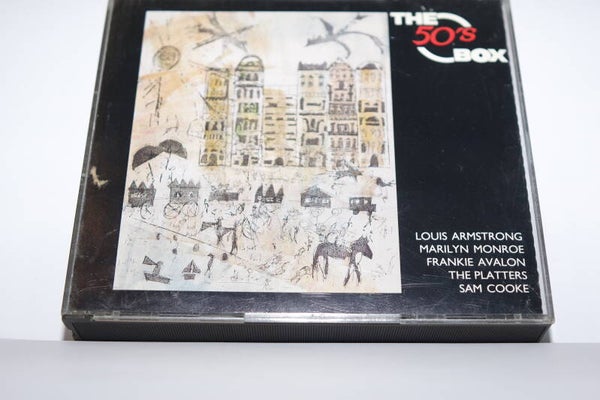 THE
50's
BOX
LOUIS ARMSTRONG
MARILYN MONROE
FRANKIE AVALON
THE PLATTERS
SAM COOKE